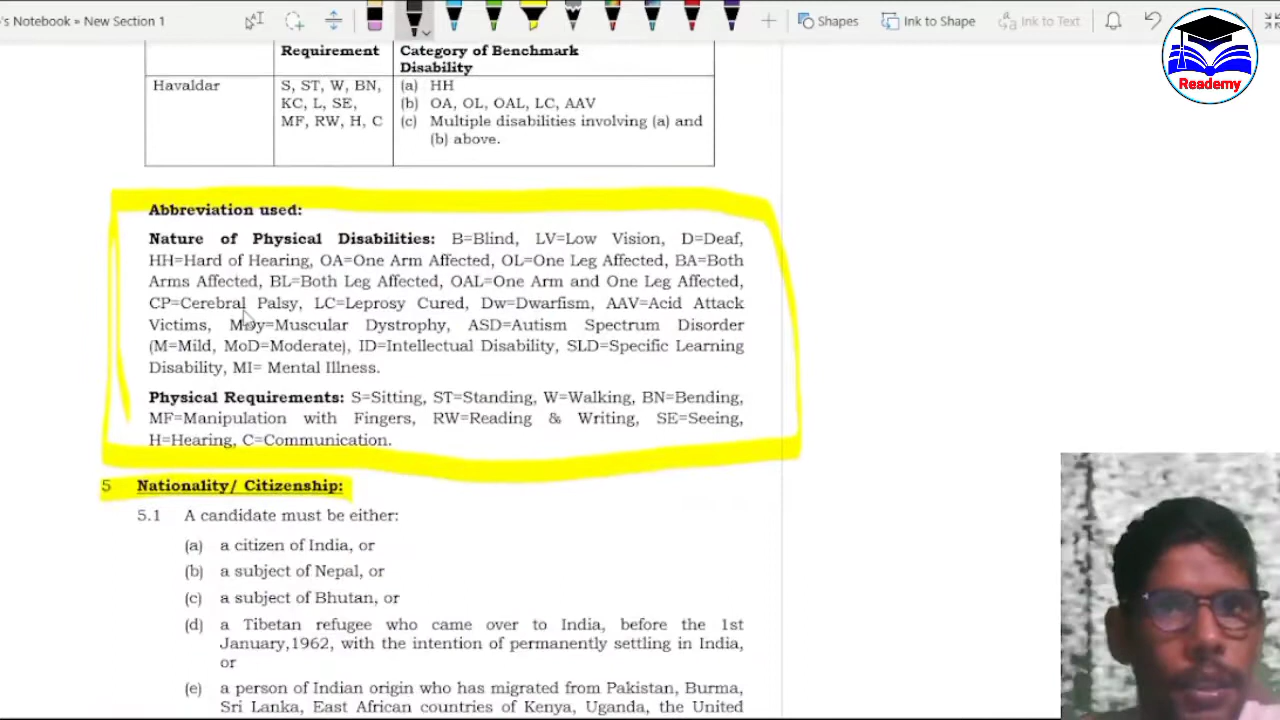 's Notebook » New Section 1
Shapes
Ink to Shape
Ink to Text
Reademy
Requirement
Category of Benchmark
Disability
Havaldar
S, ST, W, BN,
KC, L, SE,
MF, RW, H, C
(a) HH
(b) OA, OL, OAL, LC, AAV
(c) Multiple disabilities involving (a) and
(b) above.
Abbreviation used:
Nature of Physical Disabilities: B=Blind, LV=Low Vision, D=Deaf,
HH=Hard of Hearing, OA=One Arm Affected, OL=One Leg Affected, BA=Both
Arms Affected, BL=Both Leg Affected, OAL=One Arm and One Leg Affected,
CP=Cerebral Palsy, LC=Leprosy Cured, Dw=Dwarfism, AAV=Acid Attack
Victims, MDy=Muscular Dystrophy, ASD=Autism Spectrum Disorder
(M=Mild, MoD=Moderate), ID=Intellectual Disability, SLD=Specific Learning
Disability, MI= Mental Illness.
Physical Requirements: S=Sitting, ST=Standing, W=Walking, BN=Bending,
MF=Manipulation with Fingers, RW=Reading & Writing, SE=Seeing,
H=Hearing, C=Communication.
5 Nationality/ Citizenship:
5.1 A candidate must be either:
(a) a citizen of India, or
(b) a subject of Nepal, or
(c) a subject of Bhutan, or
(d) a Tibetan refugee who came over to India, before the 1st
January,1962, with the intention of permanently settling in India,
or
(e) a person of Indian origin who has migrated from Pakistan, Burma,
Sri Lanka, East African countries of Kenya, Uganda, the United